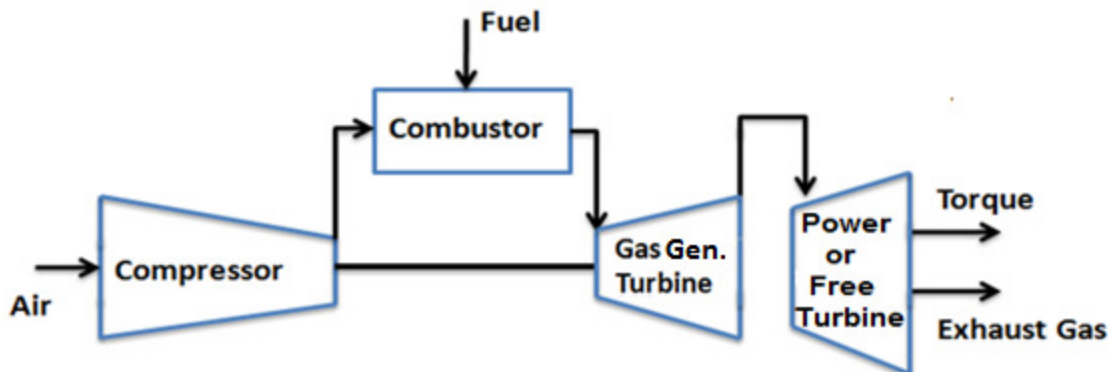 Fuel
Combustor
Air
Compressor
Gas Gen.
Turbine
Power
or
Free
Turbine
Torque
Exhaust Gas